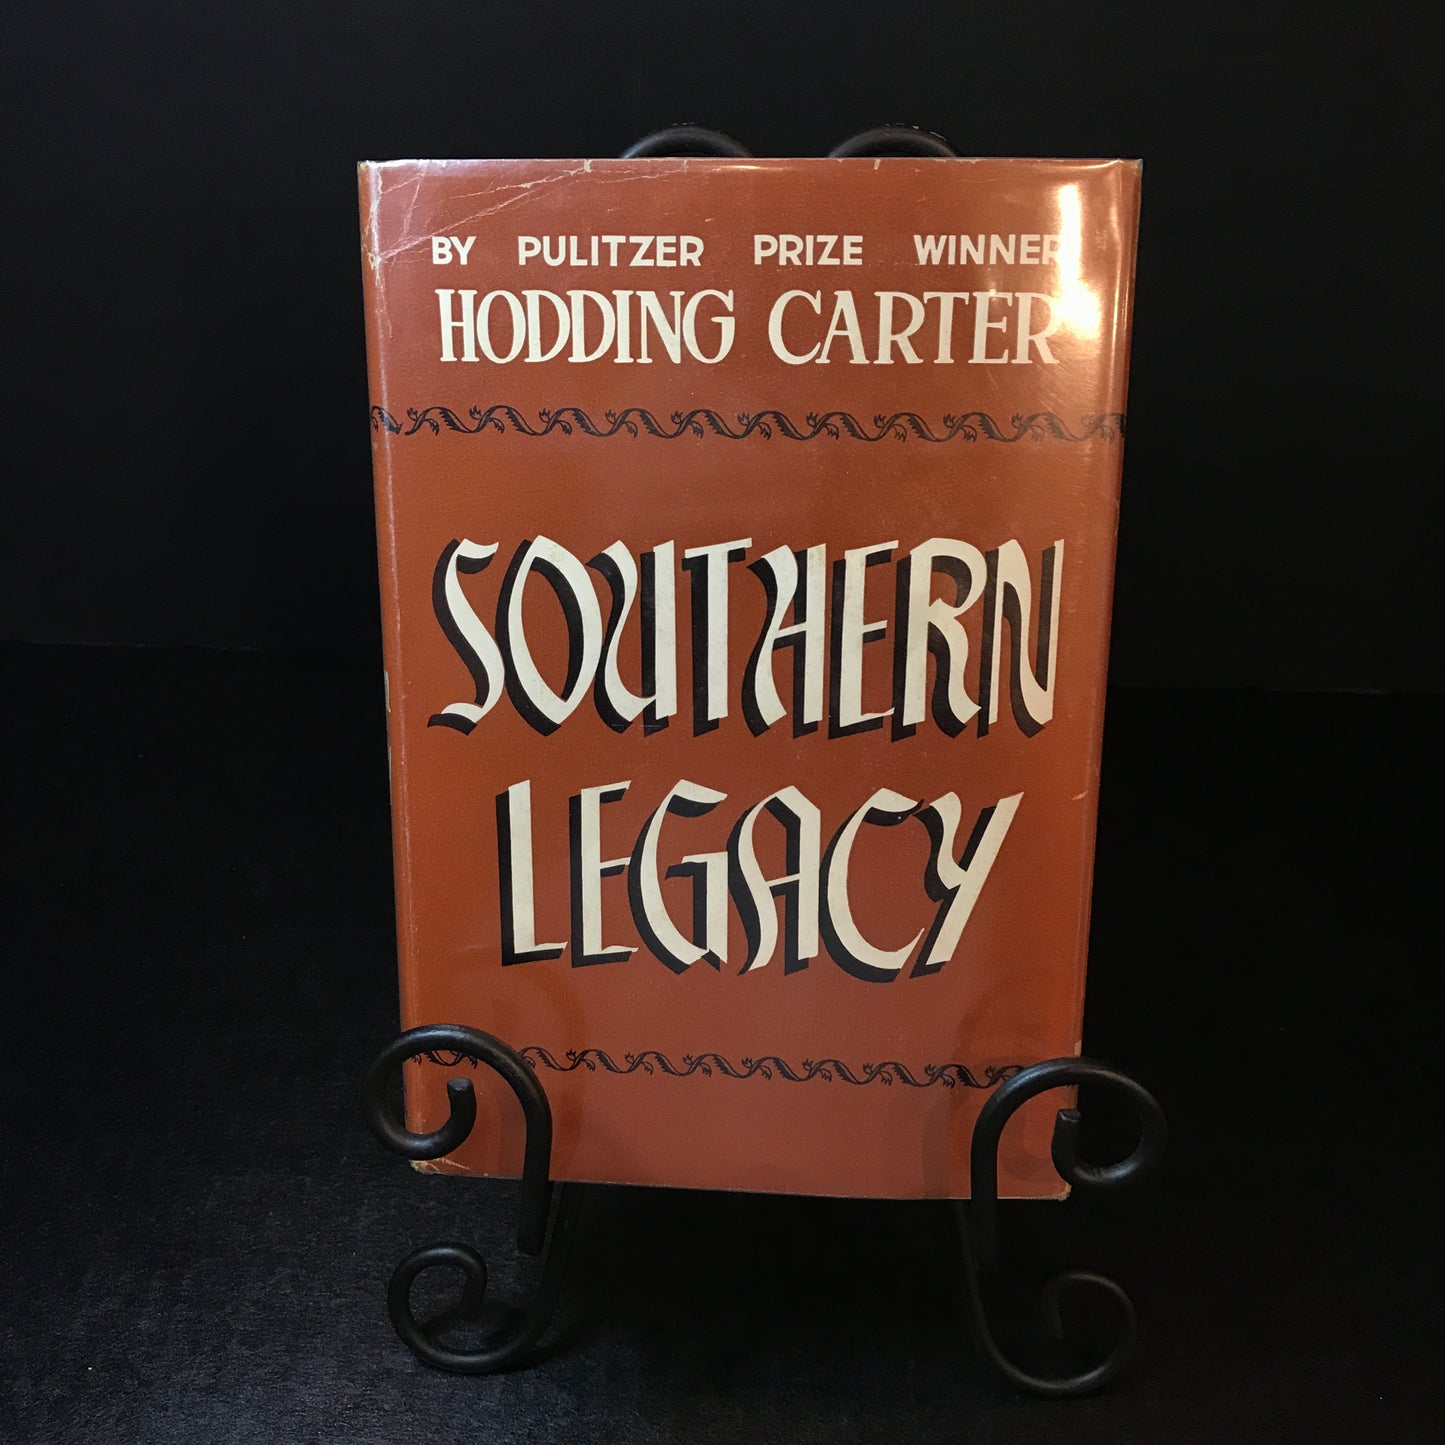 BY PULITZER PRIZE WINNER
HODDING CARTER
SOUTHERN
LEGACY